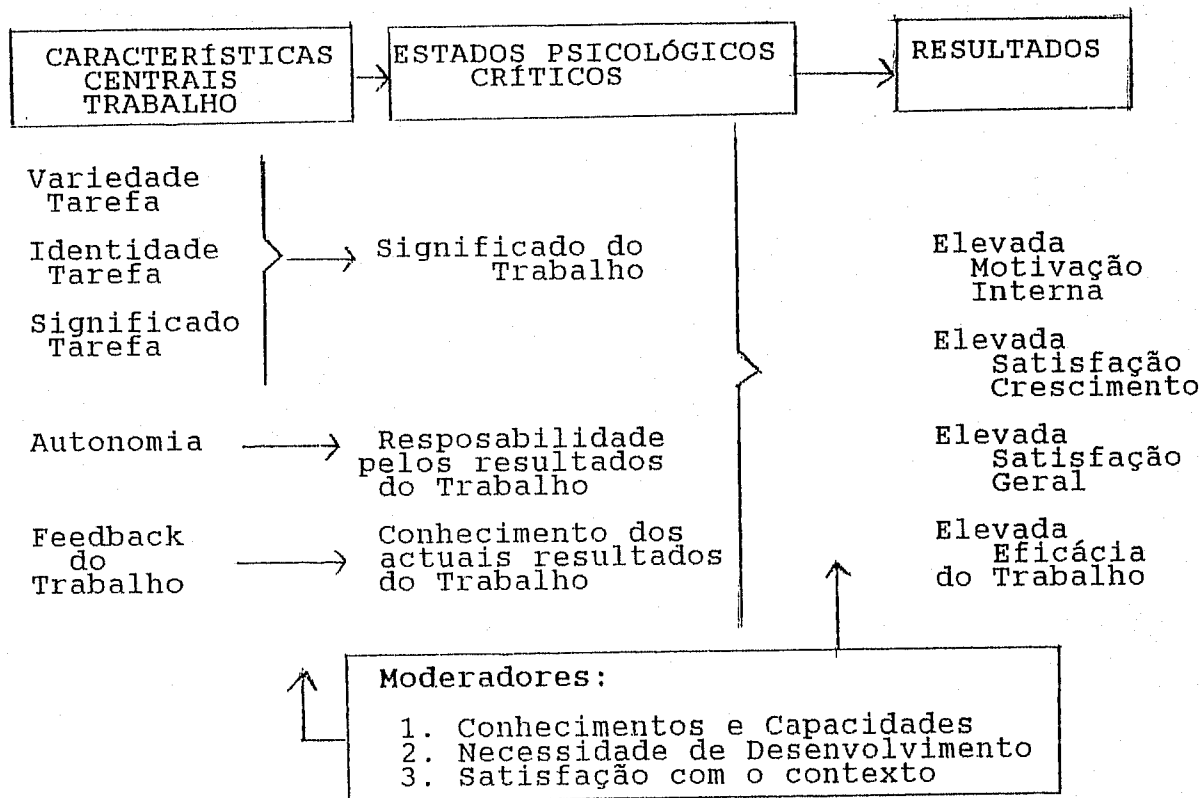 CARACTERÍSTICAS
CENTRAIS
TRABALHO
ESTADOS PSICOLÓGICOS
CRÍTICOS
RESULTADOS
Variedade
Tarefa
Identidade
Tarefa
Significado
Tarefa
Significado do
Trabalho
Autonomia
Resposabilidade
pelos resultados
do Trabalho
Feedback
do
Trabalho
Conhecimento dos
actuais resultados
do Trabalho
Elevada
Motivação
Interna
Elevada
Satisfação
Crescimento
Elevada
Satisfação
Geral
Elevada
Eficácia
do Trabalho
Moderadores:
1. Conhecimentos e Capacidades
2. Necessidade de Desenvolvimento
3. Satisfação com o contexto